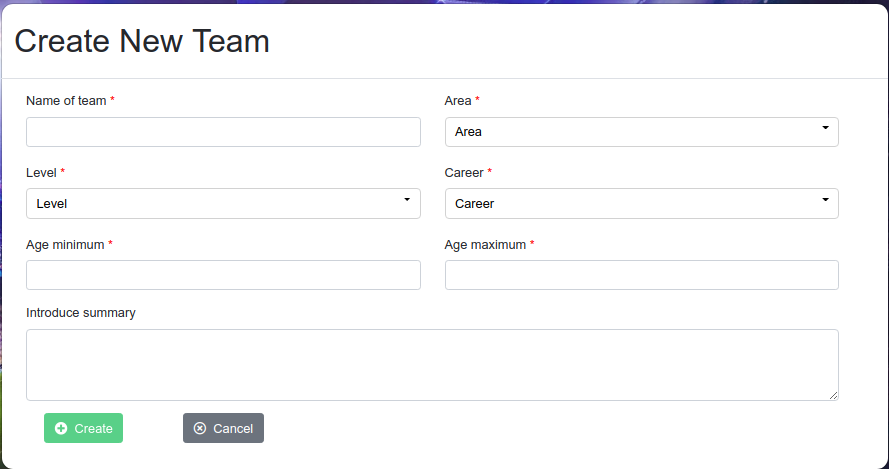 Create New Team
Name of team *
Area *
Area
Level *
Career *
Level
Career
Age minimum *
Age maximum *
Introduce summary
Create
Cancel